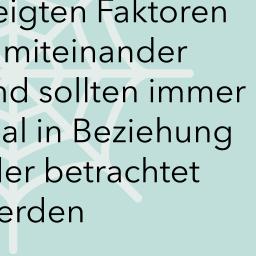 eigten Faktoren
miteinander
nd sollten immer
al in Beziehung
der betrachtet
erden